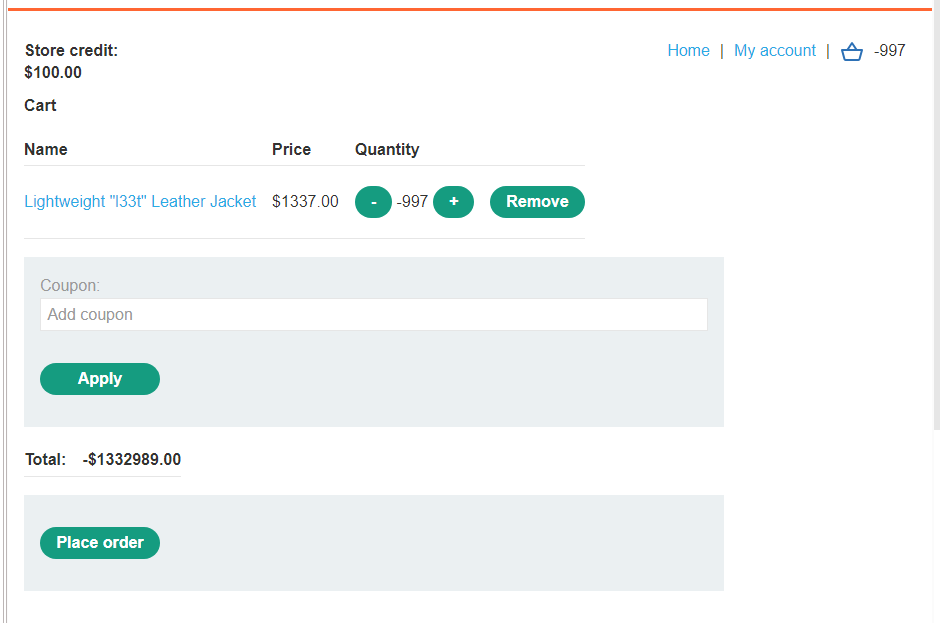 Store credit:
$100.00
Home | My account | -997
Cart
Name Price Quantity
Lightweight "l33t" Leather Jacket $1337.00 - -997 + Remove
Coupon:
Add coupon
Apply
Total: -$1332989.00
Place order